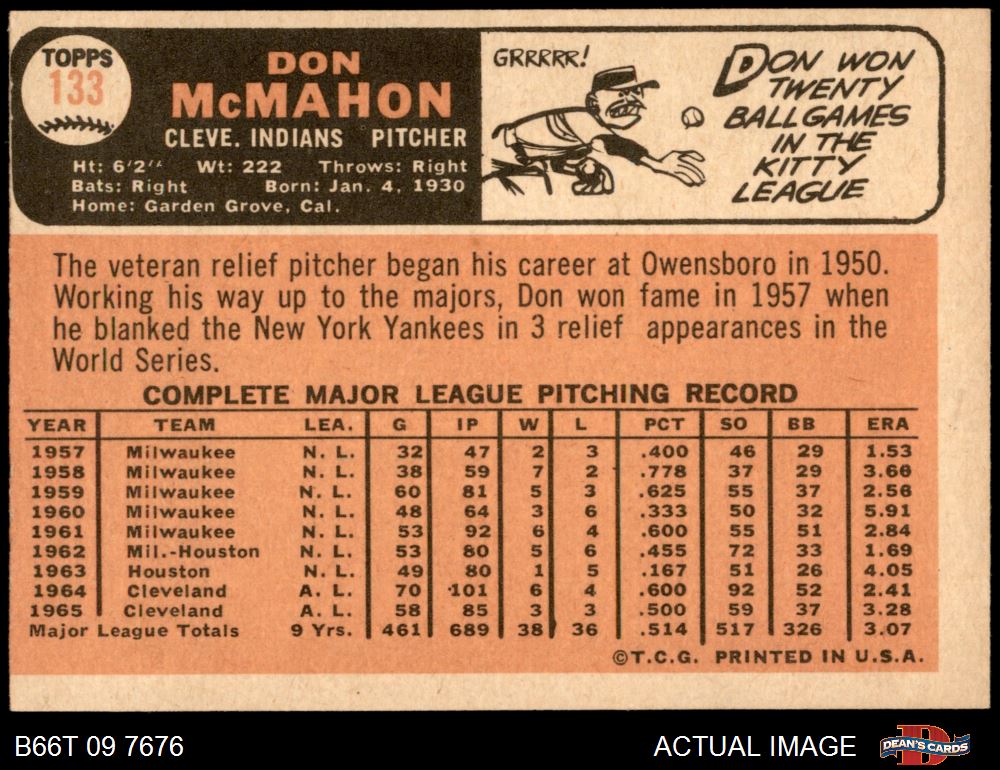 TOPPS
133
DON
McMAHON
CLEVE. INDIANS PITCHER
Ht: 6'2" Wt: 222 Throws: Right
Bats: Right Born: Jan. 4, 1930
Home: Garden Grove, Cal.
GRRRRR!
DON WON
TWENTY
BALLGAMES
IN THE
KITTY
LEAGUE
The veteran relief pitcher began his career at Owensboro in 1950.
Working his way up to the majors, Don won fame in 1957 when
he blanked the New York Yankees in 3 relief appearances in the
World Series.
COMPLETE MAJOR LEAGUE PITCHING RECORD
YEAR TEAM LEA. G IP W L PCT SO BB ERA
1957 Milwaukee N. L. 32 47 2 3 .400 46 29 1.53
1958 Milwaukee N. L. 38 59 7 2 .778 37 29 3.66
1959 Milwaukee N. L. 60 81 5 3 .625 55 37 2.56
1960 Milwaukee N. L. 48 64 3 6 .333 50 32 5.91
1961 Milwaukee N. L. 53 92 6 4 .600 55 51 2.84
1962 Mil.-Houston N. L. 53 80 5 6 .455 72 33 1.69
1963 Houston N. L. 49 80 1 5 .167 51 26 4.05
1964 Cleveland A. L. 70 101 6 4 .600 92 52 2.41
1965 Cleveland A. L. 58 85 3 3 .500 59 37 3.28
Major League Totals 9 Yrs. 461 689 38 36 .514 517 326 3.07
©T.C.G. PRINTED IN U.S.A.
B66T 09 7676 ACTUAL IMAGE DEAN'S CARDS